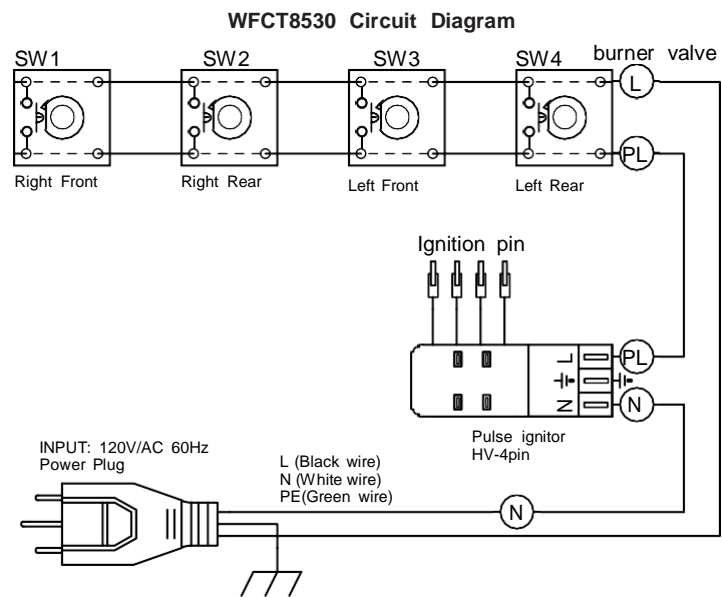 WFCT8530 Circuit Diagram
SW1
SW2
SW3
SW4
burner valve
L
PL
Right Front
Right Rear
Left Front
Left Rear
Ignition pin
L
PL
N
N
Pulse ignitor
HV-4pin
INPUT: 120V/AC 60Hz
Power Plug
L (Black wire)
N (White wire)
PE(Green wire)
N